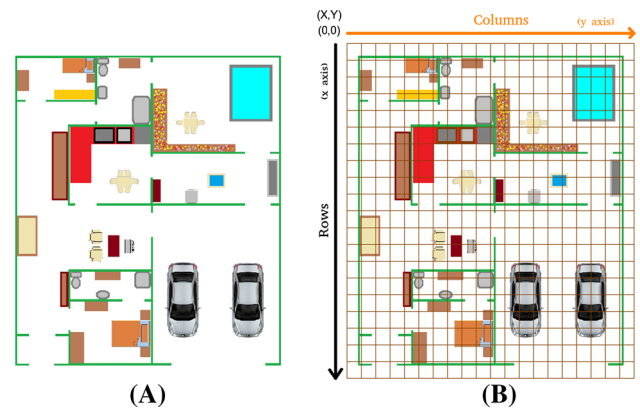 (X,Y)
(0,0)
Columns
(y axis)
(x axis)
Rows
(A)
(B)